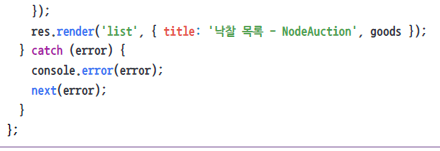 });
res.render('list', { title: '낙찰 목록 - NodeAuction', goods });
} catch (error) {
console.error(error);
next(error);
}
};